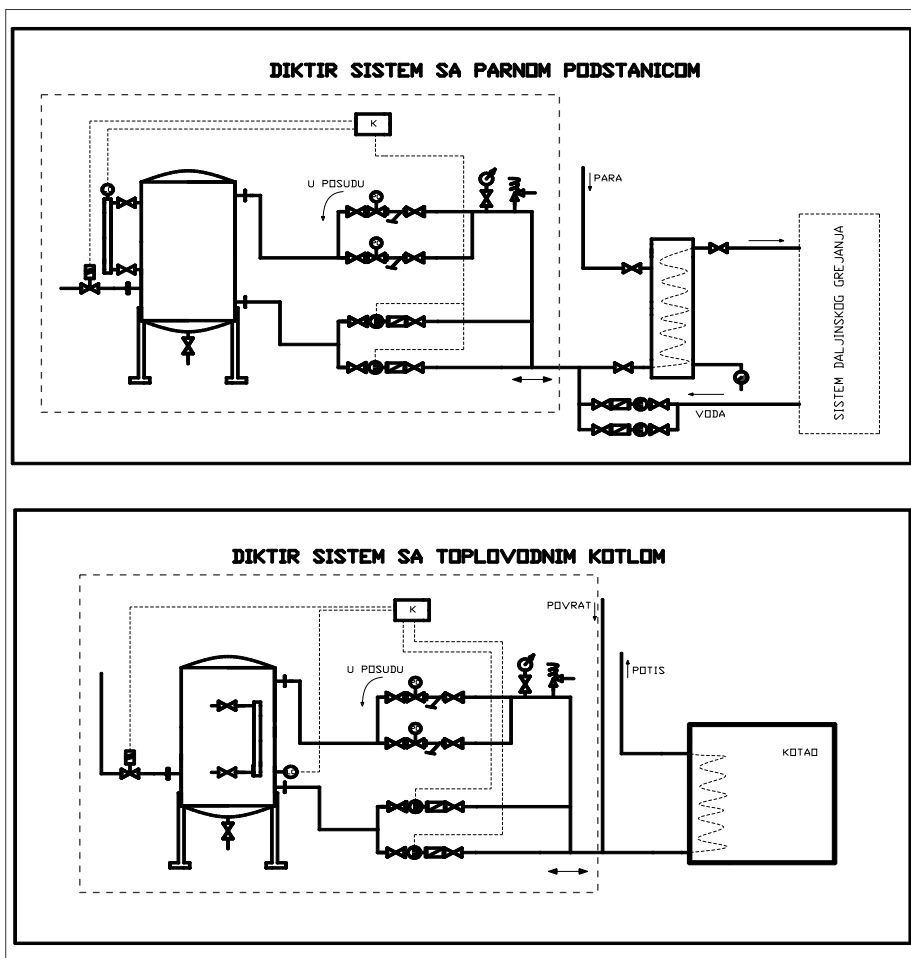 DIKTIR SISTEM SA PARNOM PODSTANICOM
K
U POSUDU
PARA
SISTEM DALJINSKOG GREJANJA
VODA
DIKTIR SISTEM SA TOPLOVODNIM KOTLOM
K
POVRAT
U POSUDU
POTIS
KOTAO